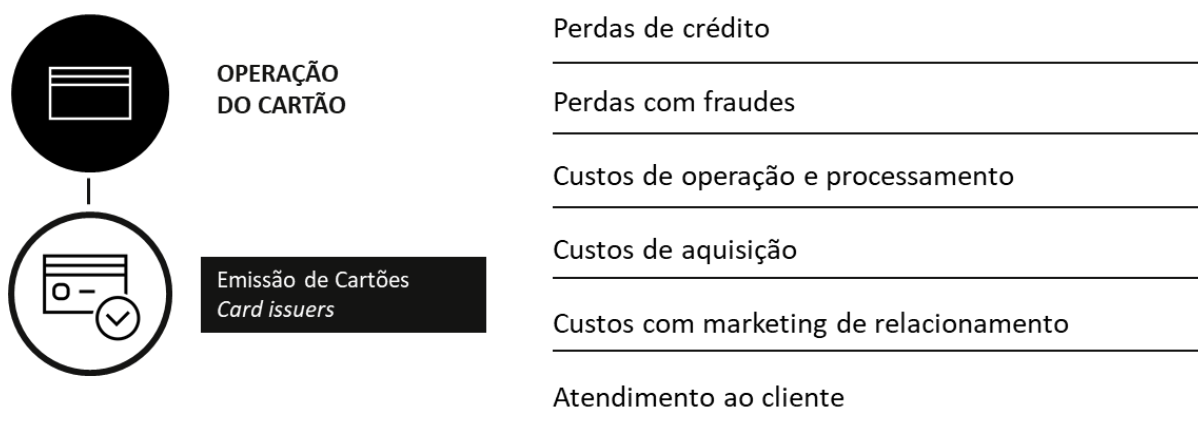 OPERAÇÃO
DO CARTÃO
Emissão de Cartões
Card issuers
Perdas de crédito
Perdas com fraudes
Custos de operação e processamento
Custos de aquisição
Custos com marketing de relacionamento
Atendimento ao cliente